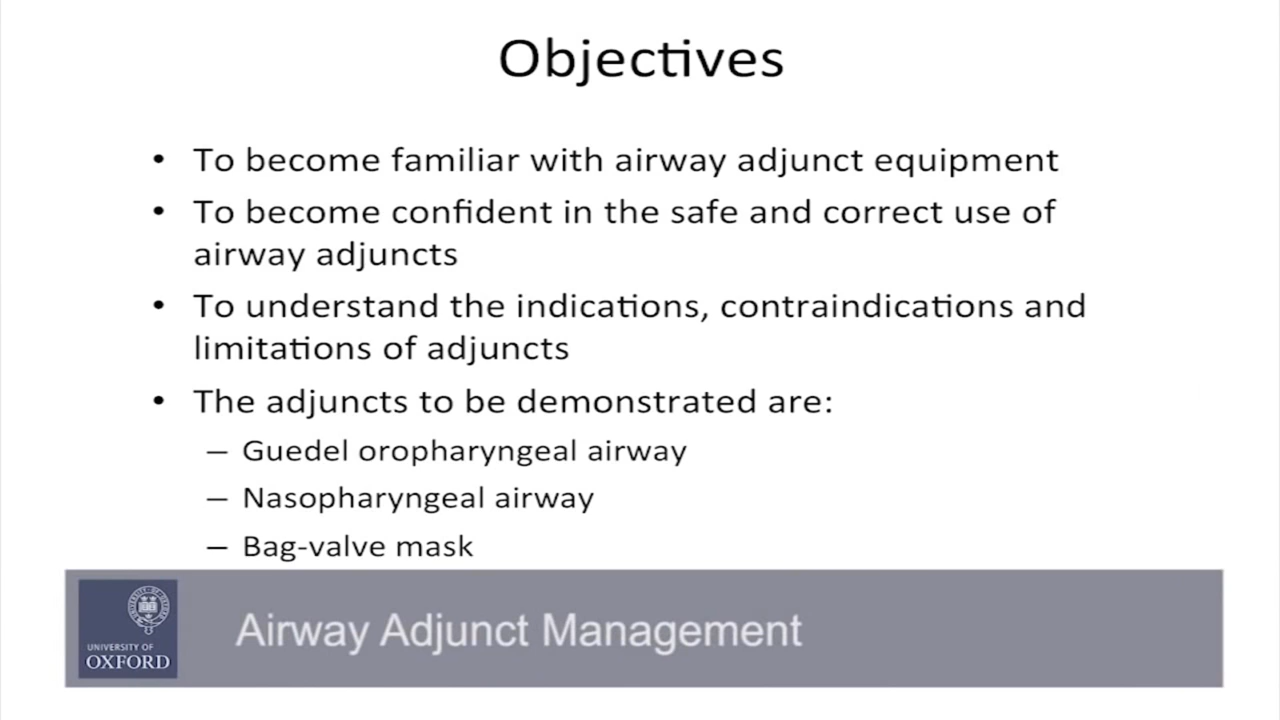 Objectives
• To become familiar with airway adjunct equipment
• To become confident in the safe and correct use of
airway adjuncts
• To understand the indications, contraindications and
limitations of adjuncts
• The adjuncts to be demonstrated are:
– Guedel oropharyngeal airway
– Nasopharyngeal airway
– Bag-valve mask
UNIVERSITY OF
OXFORD
Airway Adjunct Management